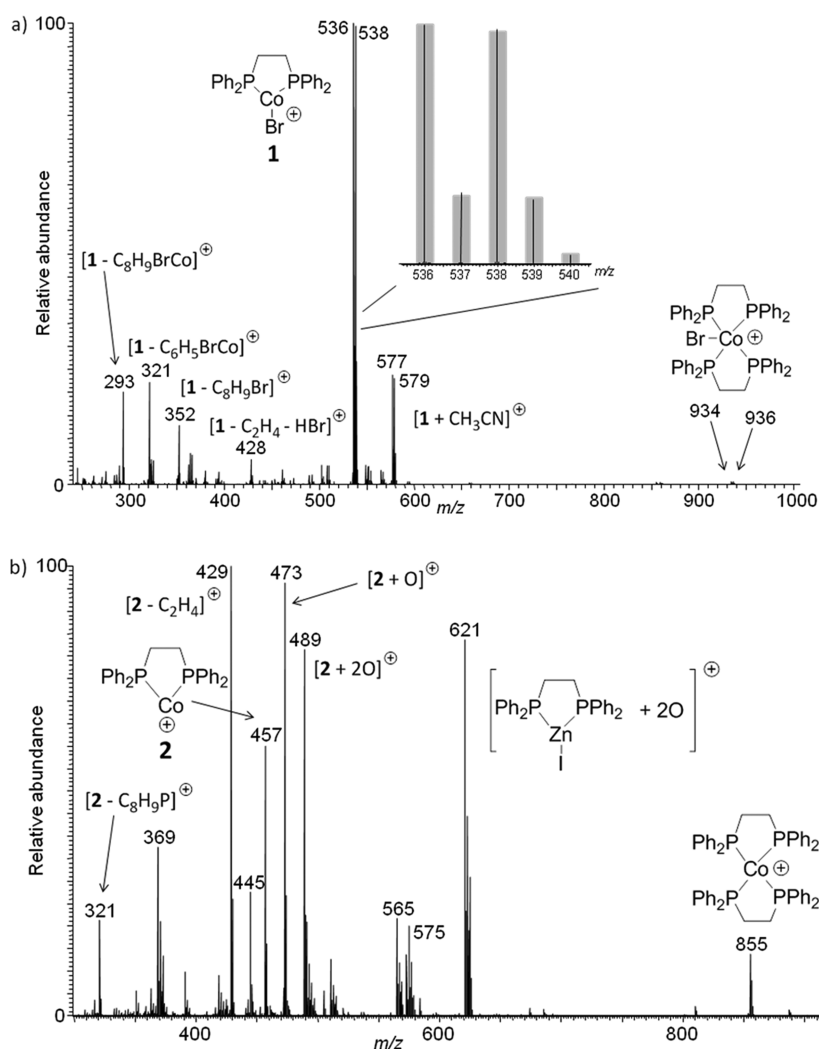 a)
100
536
538
Ph2P
PPh2
Co
Br ⊕
1
Relative abundance
536 537 538 539 540 m/z
[1 - C8H9BrCo]⊕
[1 - C6H5BrCo]⊕
293
321
[1 - C8H9Br]⊕
352
[1 - C2H4 - HBr]⊕
428
577
579
[1 + CH3CN]⊕
Ph2P PPh2
Br Co ⊕
Ph2P PPh2
934
936
0
300 400 500 600 700 800 900 1000
m/z
b)
100
429
473
[2 + O]⊕
[2 - C2H4]⊕
489
[2 + 2O]⊕
621
Ph2P PPh2
Co
⊕
2
457
Ph2P PPh2 + 2O ⊕
Zn
I
Relative abundance
[2 - C8H9P]⊕
369
445
321
565
575
Ph2P PPh2
Co ⊕
Ph2P PPh2
855
0
400 600 800
m/z